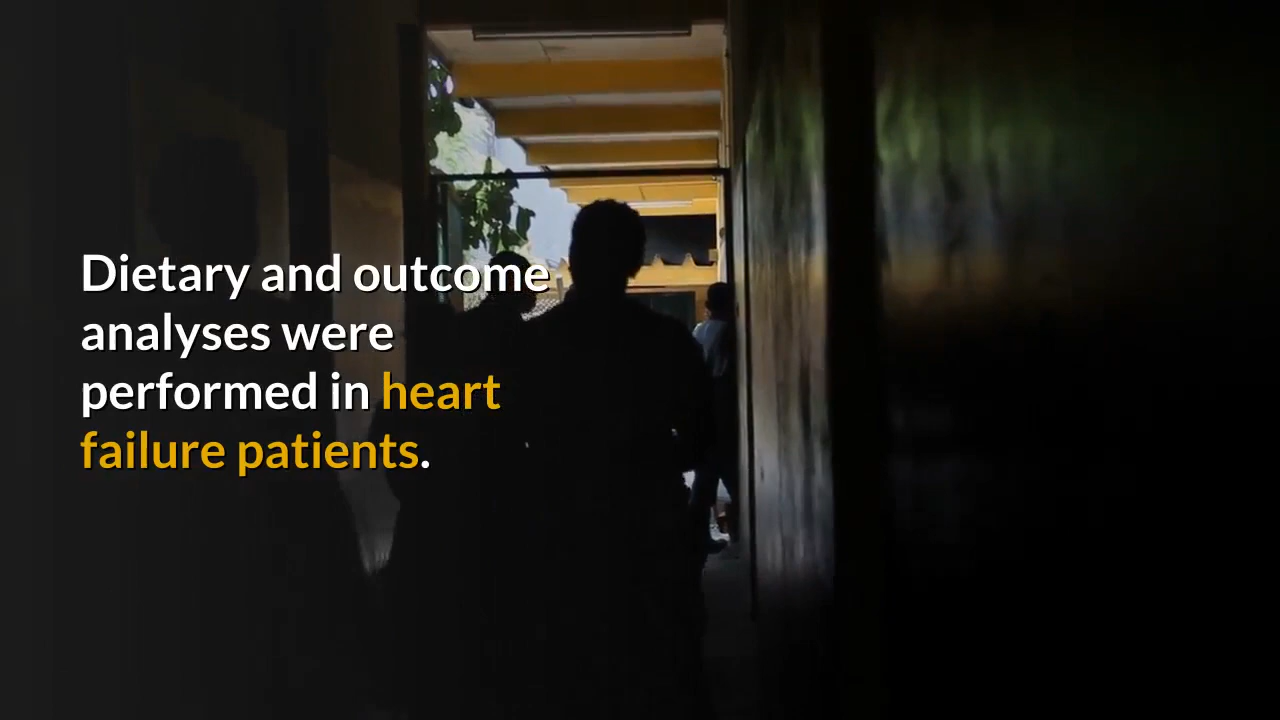 Dietary and outcome
analyses were
performed in heart
failure patients.